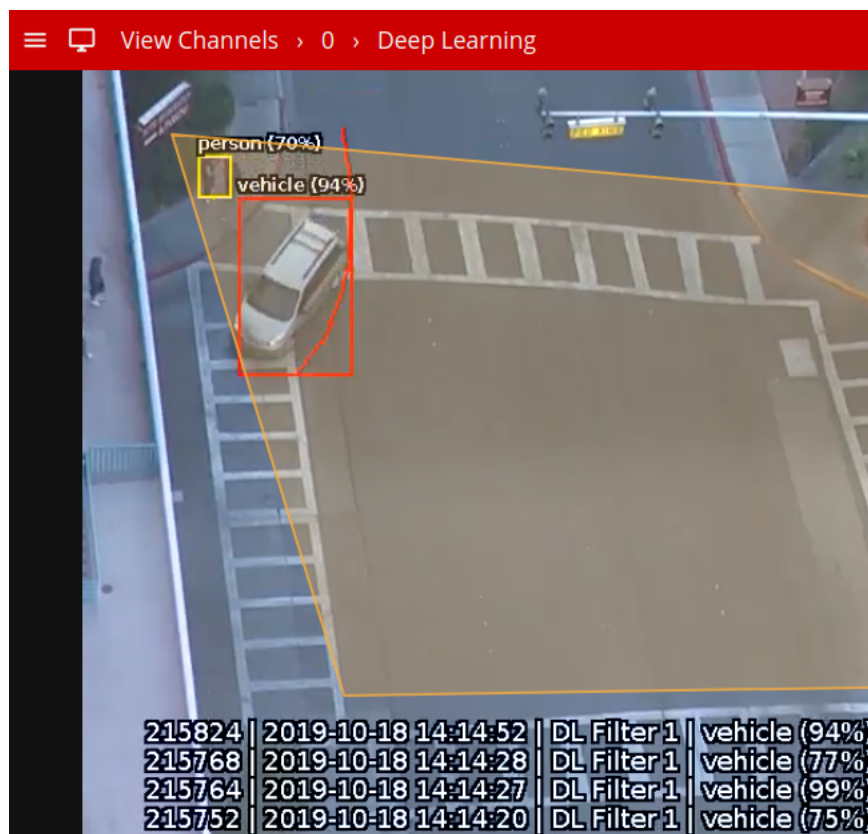 View Channels › 0 › Deep Learning
person (70%)
vehicle (94%)
PED XING
215824 | 2019-10-18 14:14:52 | DL Filter 1 | vehicle (94%
215768 | 2019-10-18 14:14:28 | DL Filter 1 | vehicle (77%
215764 | 2019-10-18 14:14:27 | DL Filter 1 | vehicle (99%
215752 | 2019-10-18 14:14:20 | DL Filter 1 | vehicle (75%